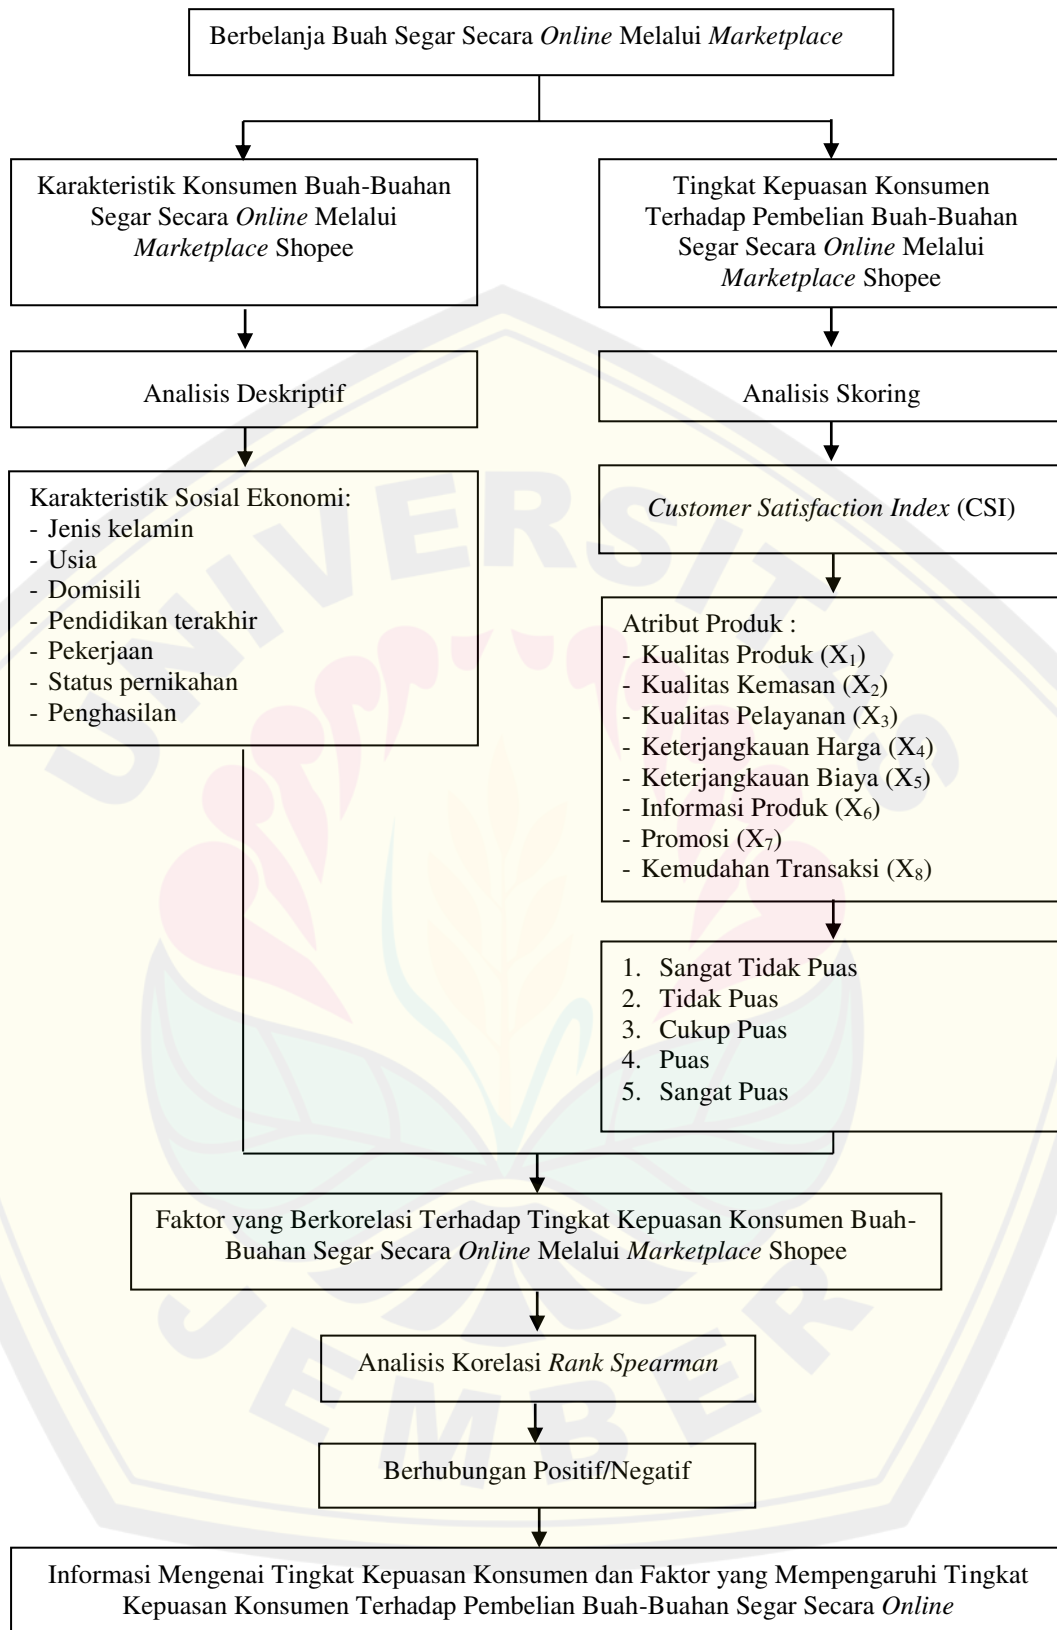 Berbelanja Buah Segar Secara Online Melalui Marketplace
Karakteristik Konsumen Buah-Buahan
Segar Secara Online Melalui
Marketplace Shopee
Tingkat Kepuasan Konsumen
Terhadap Pembelian Buah-Buahan
Segar Secara Online Melalui
Marketplace Shopee
Analisis Deskriptif
Analisis Skoring
Karakteristik Sosial Ekonomi:
- Jenis kelamin
- Usia
- Domisili
- Pendidikan terakhir
- Pekerjaan
- Status pernikahan
- Penghasilan
Customer Satisfaction Index (CSI)
Atribut Produk :
- Kualitas Produk (X₁)
- Kualitas Kemasan (X₂)
- Kualitas Pelayanan (X₃)
- Keterjangkauan Harga (X₄)
- Keterjangkauan Biaya (X₅)
- Informasi Produk (X₆)
- Promosi (X₇)
- Kemudahan Transaksi (X₈)
1. Sangat Tidak Puas
2. Tidak Puas
3. Cukup Puas
4. Puas
5. Sangat Puas
Faktor yang Berkorelasi Terhadap Tingkat Kepuasan Konsumen Buah-
Buahan Segar Secara Online Melalui Marketplace Shopee
Analisis Korelasi Rank Spearman
Berhubungan Positif/Negatif
Informasi Mengenai Tingkat Kepuasan Konsumen dan Faktor yang Mempengaruhi Tingkat
Kepuasan Konsumen Terhadap Pembelian Buah-Buahan Segar Secara Online
UNIVERSITAS
JEMBER